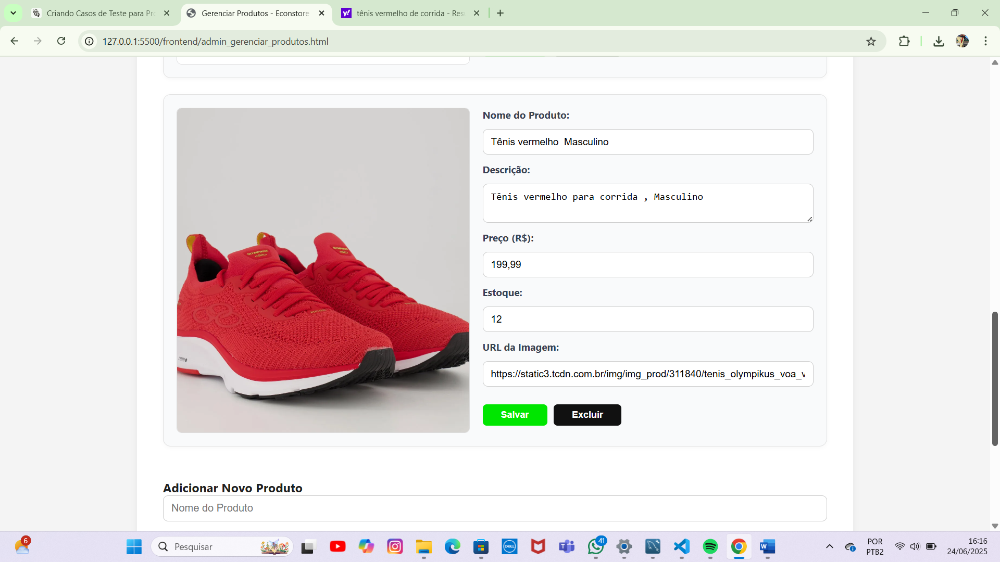 Criando Casos de Teste para Pr
Gerenciar Produtos - Econstore
tênis vermelho de corrida - Res
127.0.0.1:5500/frontend/admin_gerenciar_produtos.html
OLYMPIKUS
Nome do Produto:
Tênis vermelho  Masculino
Descrição:
Tênis vermelho para corrida , Masculino
Preço (R$):
199,99
Estoque:
12
URL da Imagem:
https://static3.tcdn.com.br/img/img_prod/311840/tenis_olympikus_voa_v
Salvar
Excluir
Adicionar Novo Produto
Nome do Produto
6
Pesquisar
DELL
41
POR
PTB2
16:16
24/06/2025